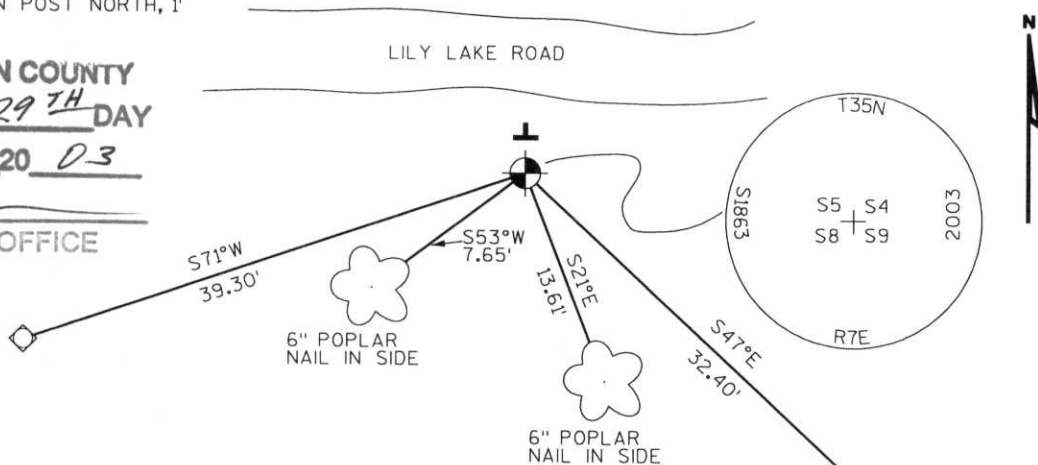 POST NORTH, 1'
N COUNTY
29TH DAY
20 03
OFFICE
LILY LAKE ROAD
N
T35N
S1863
S5 S4
S8 S9
2003
R7E
S71°W
39.30'
S53°W
7.65'
S21°E
13.61'
S47°E
32.40'
6" POPLAR
NAIL IN SIDE
6" POPLAR
NAIL IN SIDE